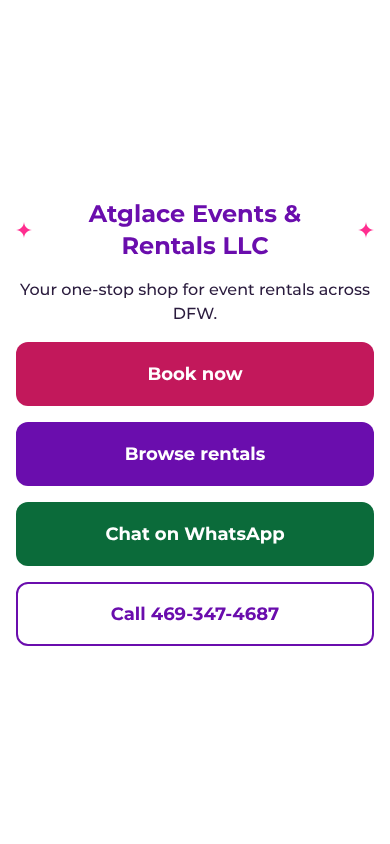 Atglace Events &
Rentals LLC
Your one-stop shop for event rentals across
DFW.
Book now
Browse rentals
Chat on WhatsApp
Call 469-347-4687